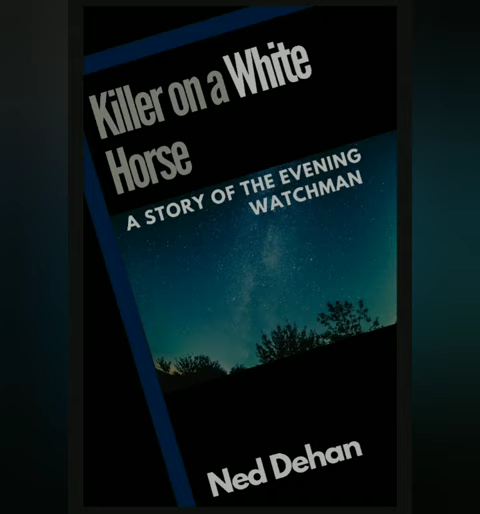 Killer on a White
Horse
A STORY OF THE EVENING
WATCHMAN
Ned Dehan